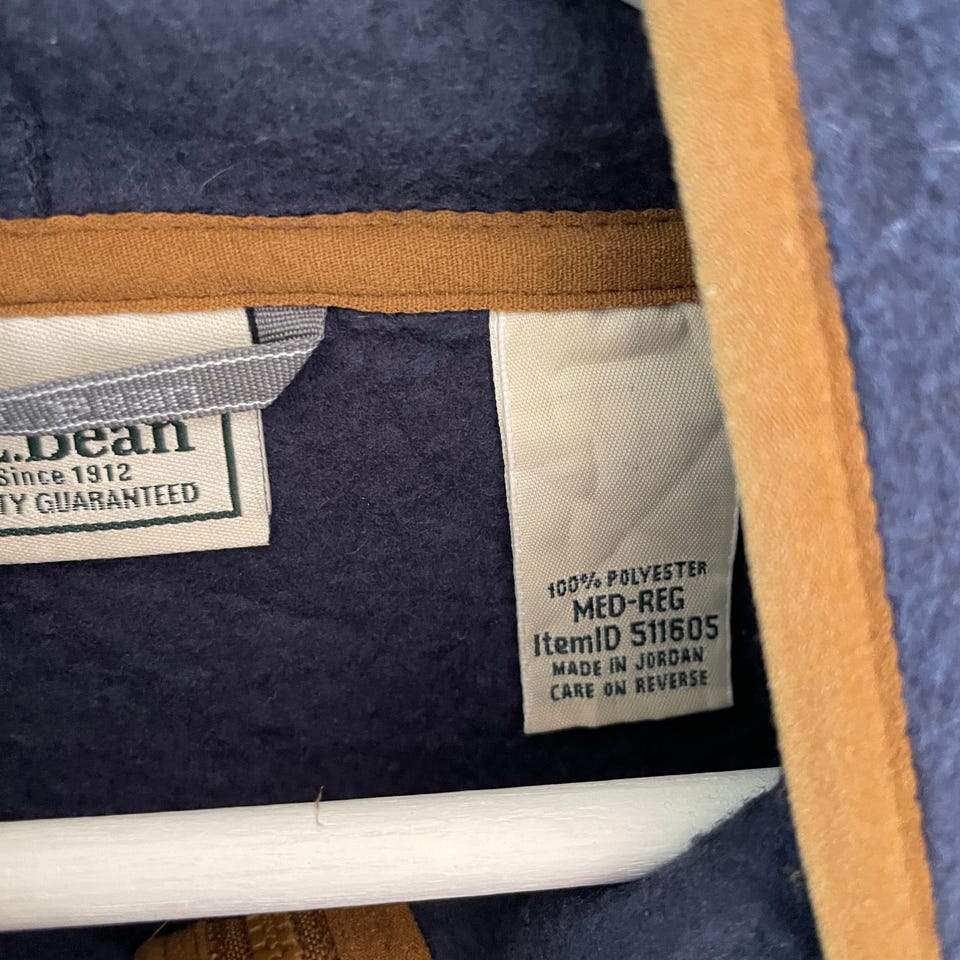 L.Bean
Since 1912
TY GUARANTEED
100% POLYESTER
MED-REG
ItemID 511605
MADE IN JORDAN
CARE ON REVERSE